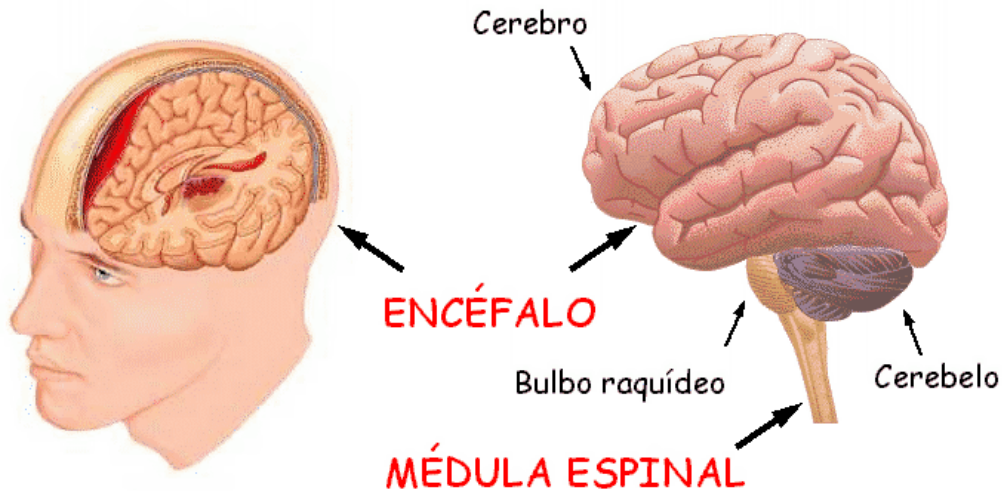 Cerebro
ENCÉFALO
Bulbo raquídeo
Cerebelo
MÉDULA ESPINAL